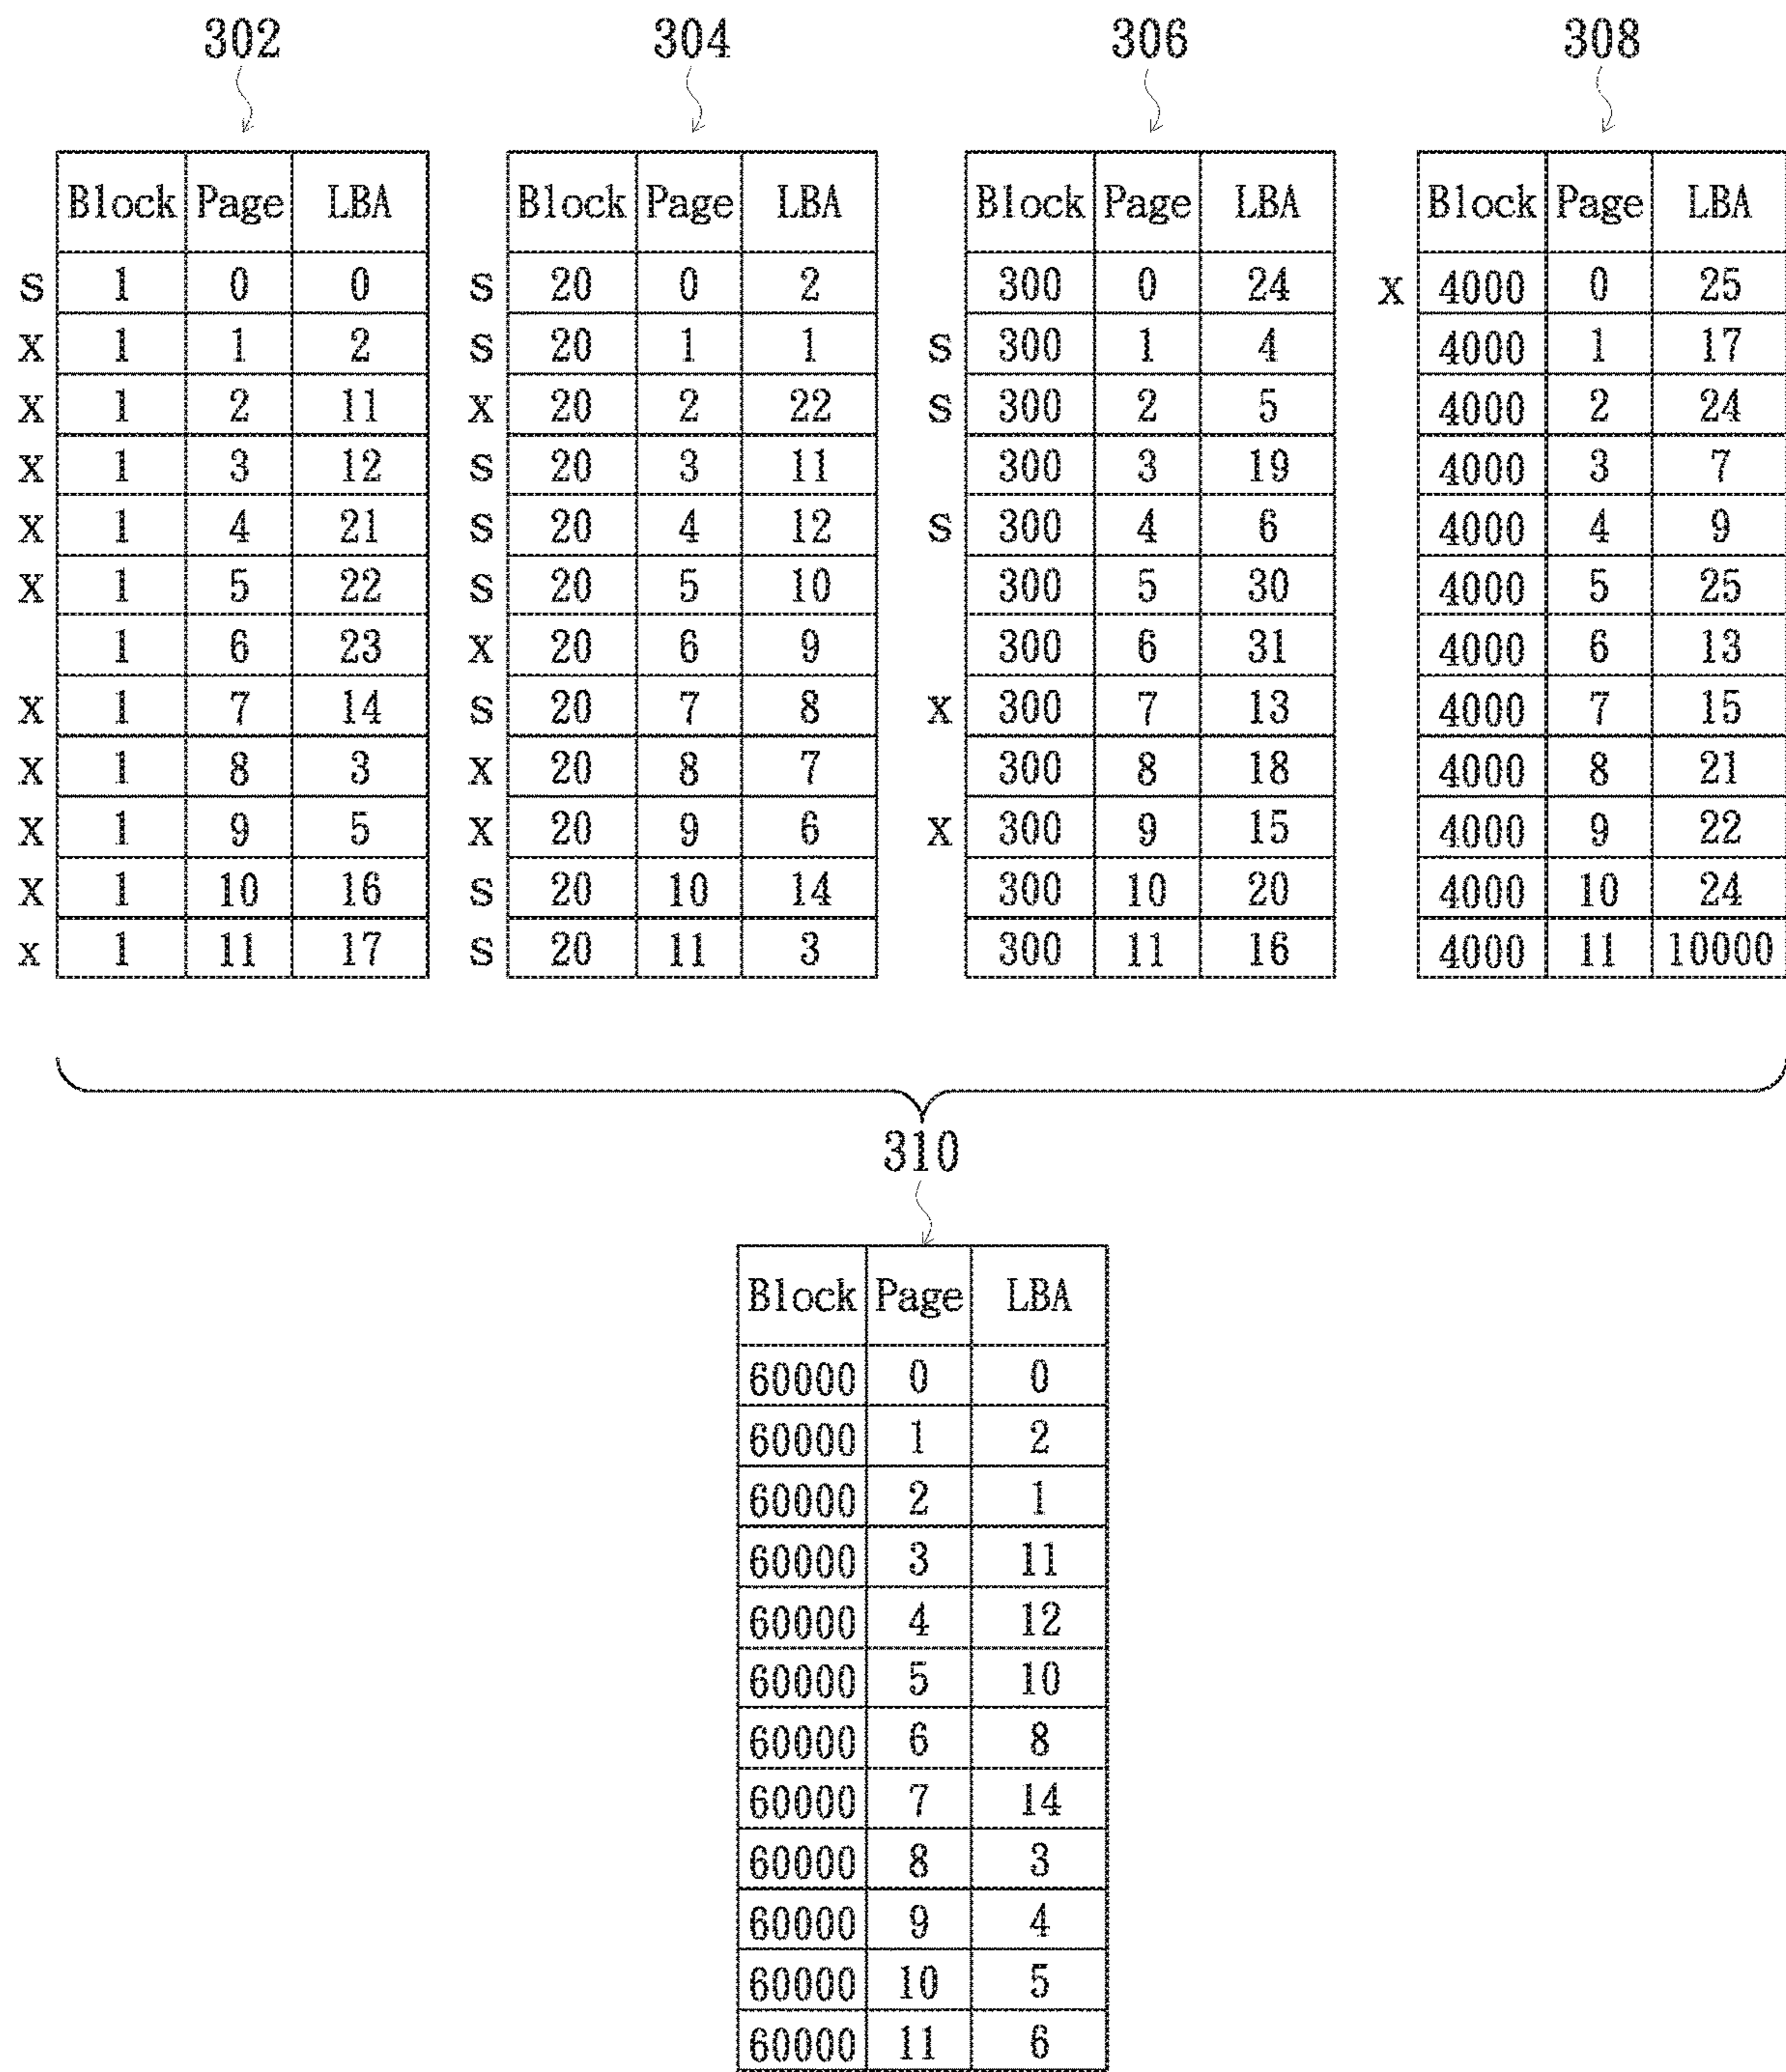 302 304 306 308
Block Page LBA Block Page LBA Block Page LBA Block Page LBA
S 1 0 0 S 20 0 2 300 0 24 X 4000 0 25
X 1 1 2 S 20 1 1 S 300 1 4 4000 1 17
X 1 2 11 X 20 2 22 S 300 2 5 4000 2 24
X 1 3 12 S 20 3 11 300 3 19 4000 3 7
X 1 4 21 S 20 4 12 S 300 4 6 4000 4 9
X 1 5 22 S 20 5 10 300 5 30 4000 5 25
1 6 23 X 20 6 9 300 6 31 4000 6 13
X 1 7 14 S 20 7 8 X 300 7 13 4000 7 15
X 1 8 3 X 20 8 7 300 8 18 4000 8 21
X 1 9 5 X 20 9 6 X 300 9 15 4000 9 22
X 1 10 16 S 20 10 14 300 10 20 4000 10 24
x 1 11 17 S 20 11 3 300 11 16 4000 11 10000
310
Block Page LBA
60000 0 0
60000 1 2
60000 2 1
60000 3 11
60000 4 12
60000 5 10
60000 6 8
60000 7 14
60000 8 3
60000 9 4
60000 10 5
60000 11 6